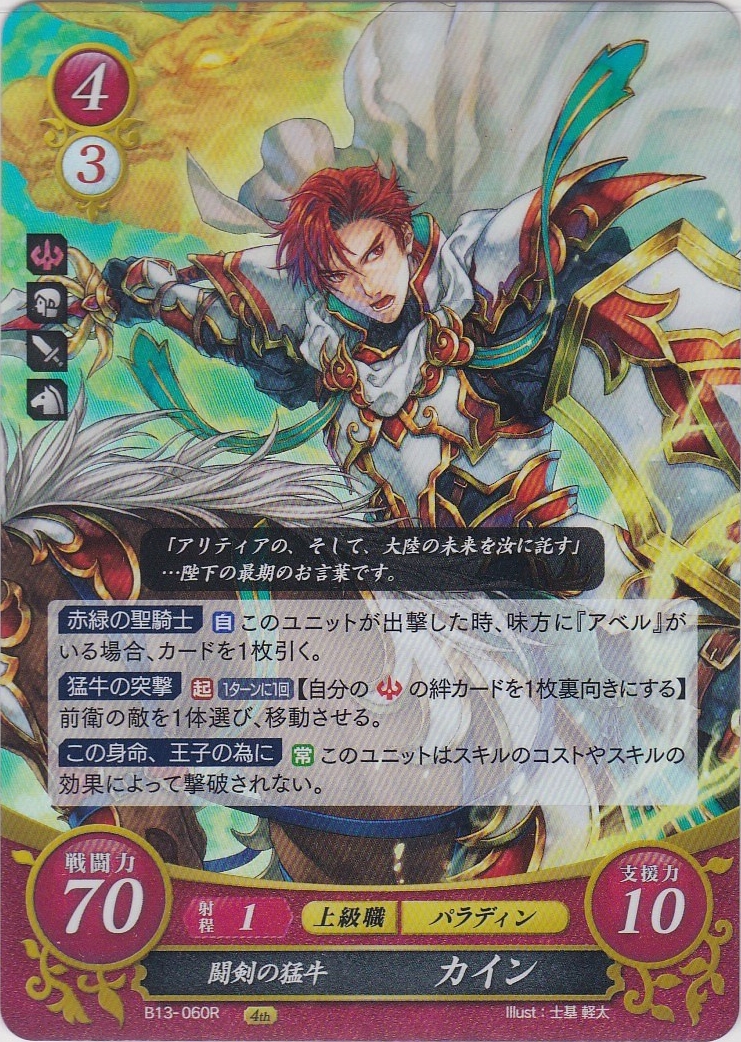 4
3
「アリティアの、そして、大陸の未来を汝に託す」
…陛下の最期のお言葉です。
赤緑の聖騎士 自 このユニットが出撃した時、味方に『アベル』が
いる場合、カードを1枚引く。
猛牛の突撃 起 1ターンに1回 【自分の の絆カードを1枚裏向きにする】
前衛の敵を1体選び、移動させる。
この身命、王子の為に 常 このユニットはスキルのコストやスキルの
効果によって撃破されない。
戦闘力
70
射程 1 上級職 パラディン
支援力
10
闘剣の猛牛 カイン
B13-060R 4th Illust:士基軽太